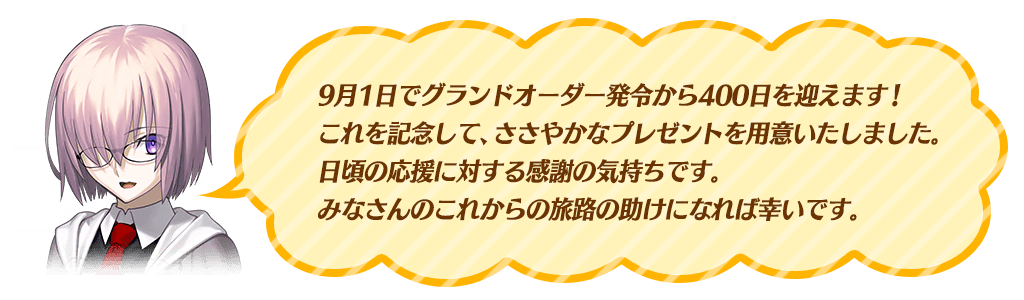 9月1日でグランドオーダー発令から400日を迎えます！
これを記念して、ささやかなプレゼントを用意いたしました。
日頃の応援に対する感謝の気持ちです。
みなさんのこれからの旅路の助けになれば幸いです。